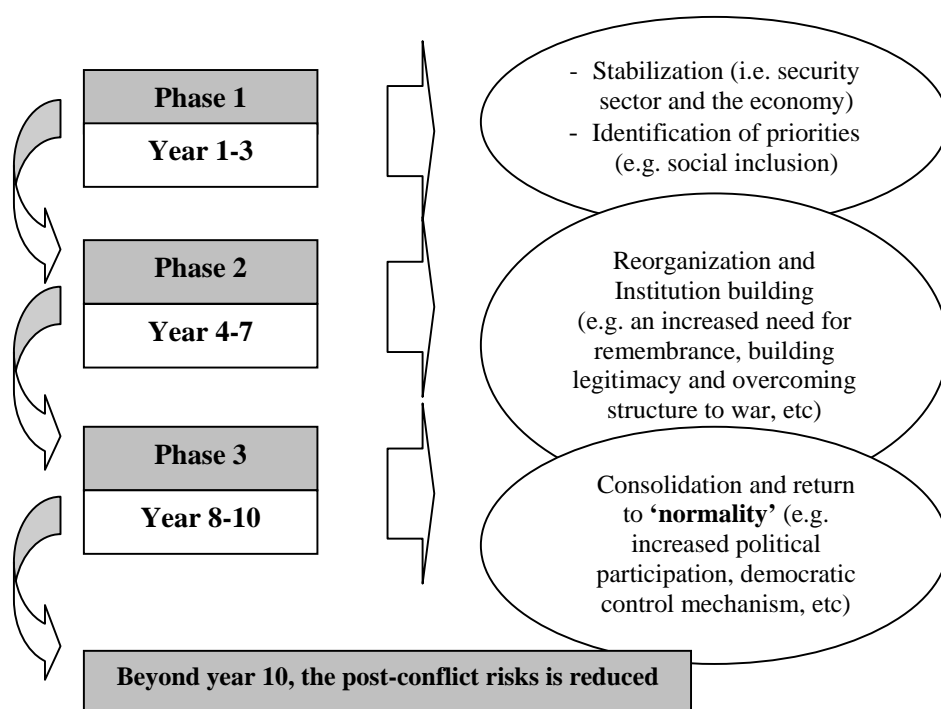 Phase 1
Year 1-3
- Stabilization (i.e. security
sector and the economy)
- Identification of priorities
(e.g. social inclusion)
Phase 2
Year 4-7
Reorganization and
Institution building
(e.g. an increased need for
remembrance, building
legitimacy and overcoming
structure to war, etc)
Phase 3
Year 8-10
Consolidation and return
to ‘normality’ (e.g.
increased political
participation, democratic
control mechanism, etc)
Beyond year 10, the post-conflict risks is reduced